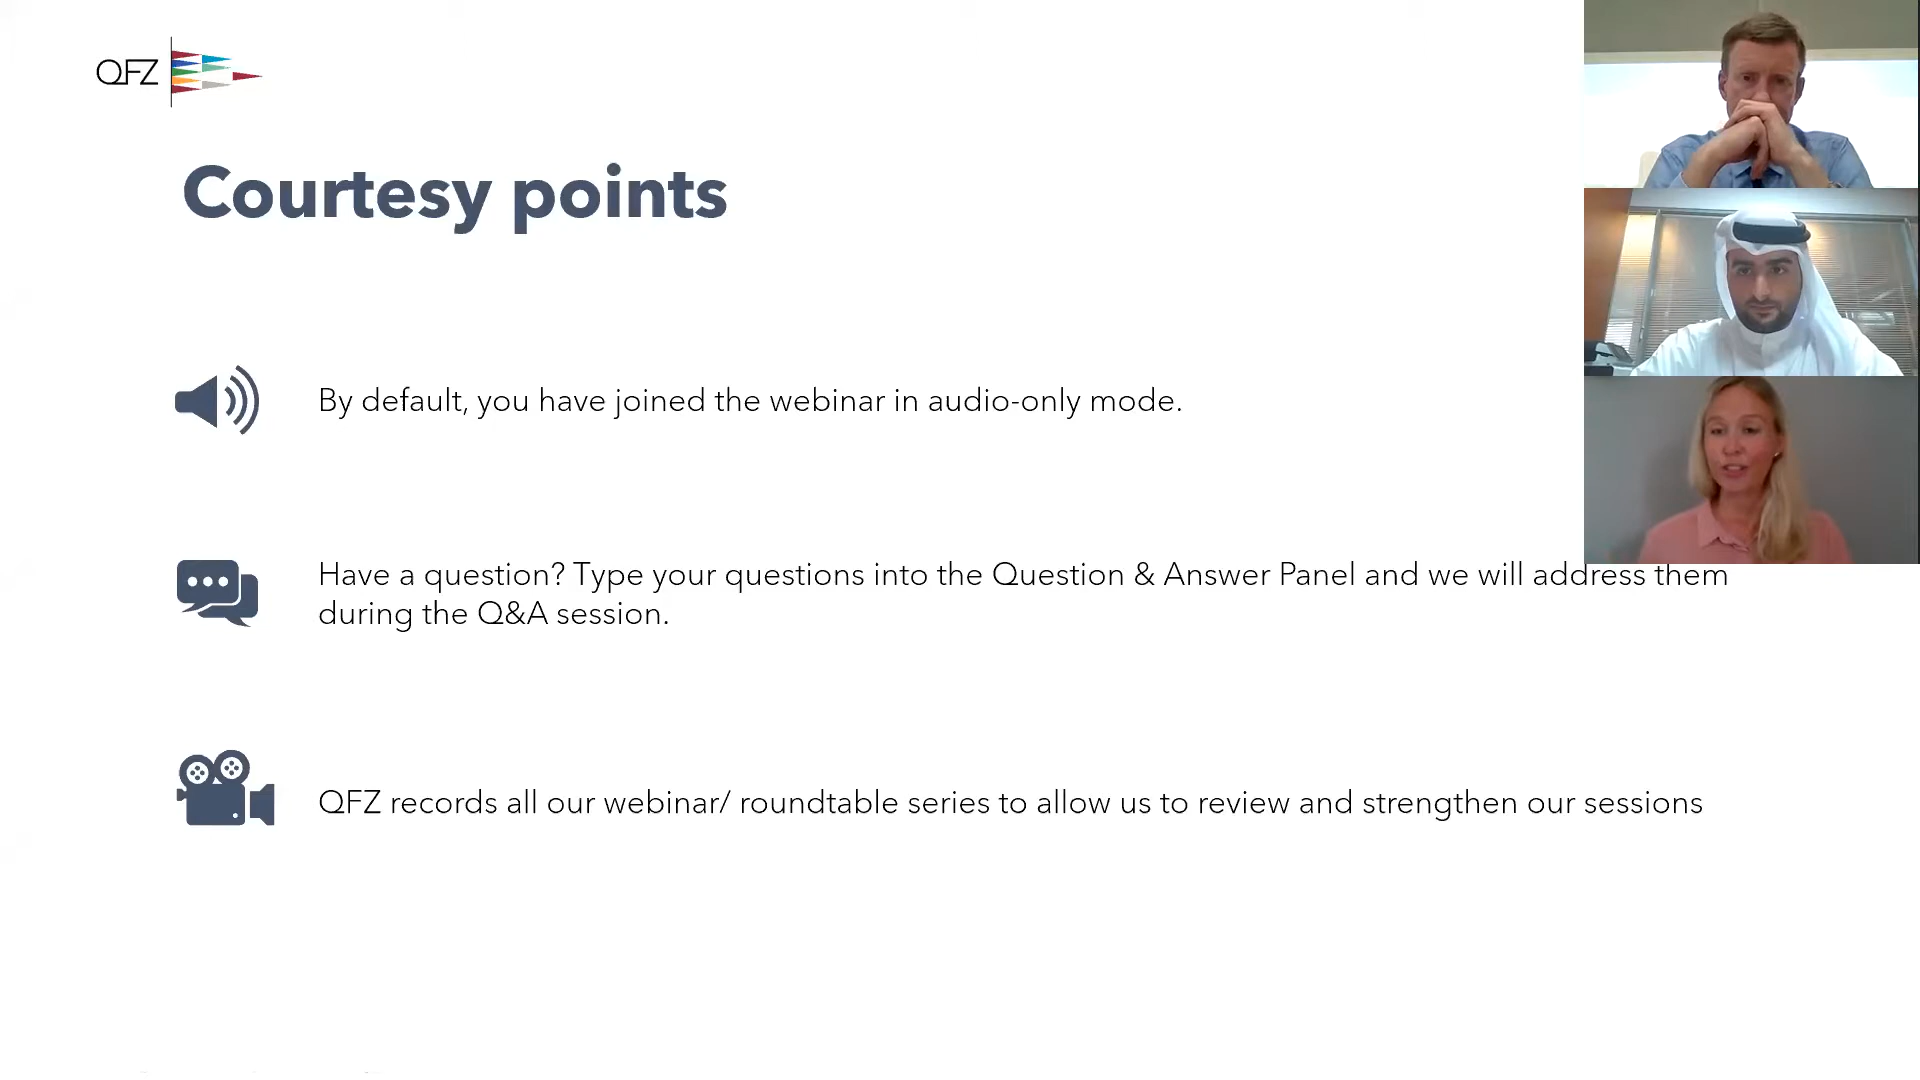 QFZ
Courtesy points
By default, you have joined the webinar in audio-only mode.
Have a question? Type your questions into the Question & Answer Panel and we will address them
during the Q&A session.
QFZ records all our webinar/ roundtable series to allow us to review and strengthen our sessions